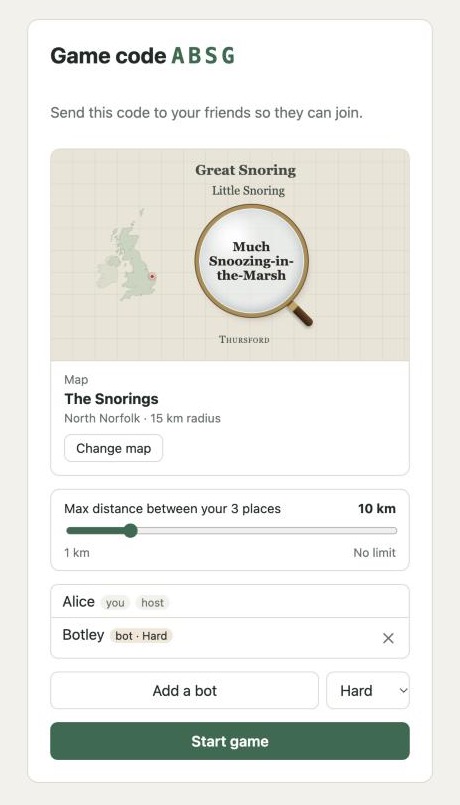 Game code ABSG
Send this code to your friends so they can join.
Great Snoring
Little Snoring
Much
Snoozing-in-
the-Marsh
Thursford
Map
The Snorings
North Norfolk · 15 km radius
Change map
Max distance between your 3 places 10 km
1 km No limit
Alice you host
Botley bot · Hard
Add a bot Hard
Start game